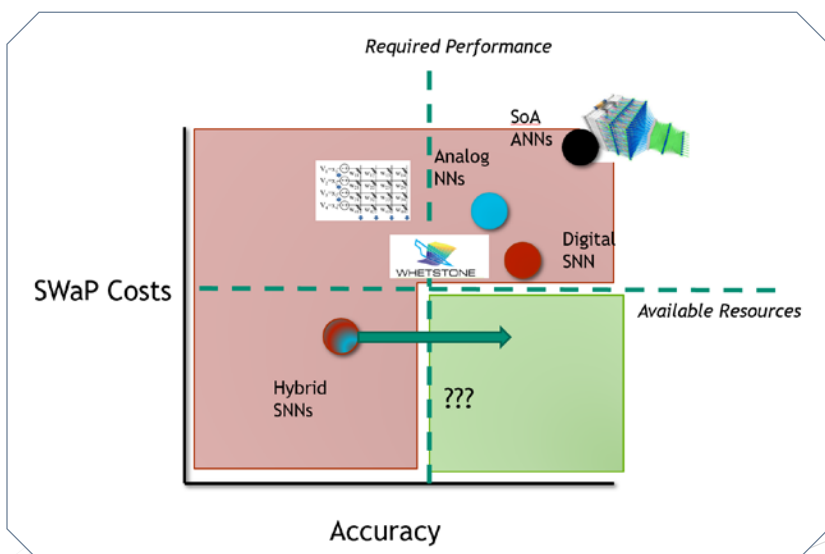 Required Performance
SoA
ANNs
Analog
NNs
Digital
SNN
WHETSTONE
SWaP Costs
Available Resources
Hybrid
SNNs
???
Accuracy